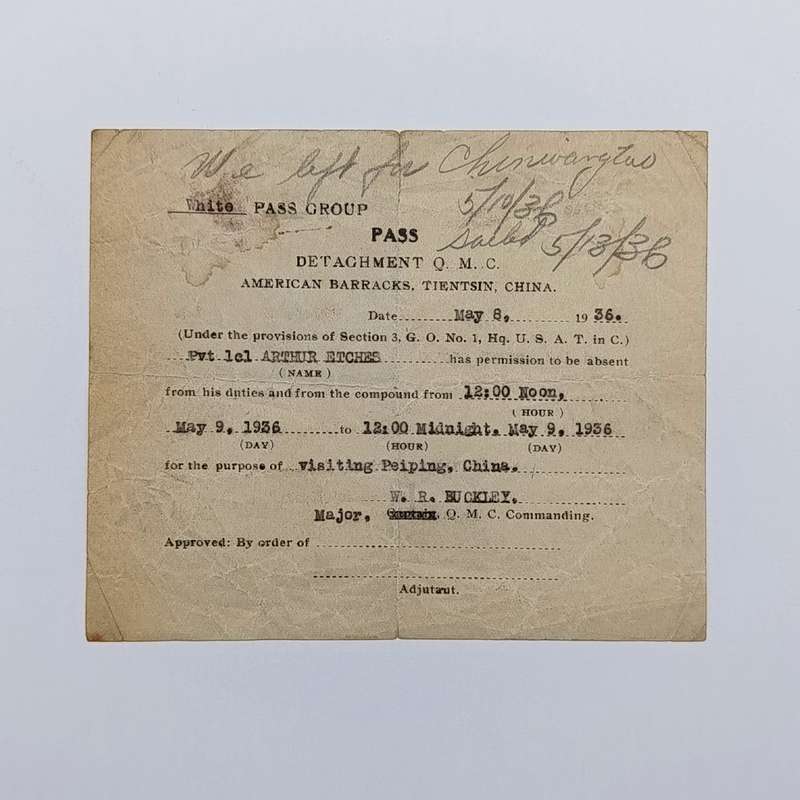 We left for Chinwangtao
5/10/36
sailed 5/13/36
White PASS GROUP
PASS
DETACHMENT Q. M. C.
AMERICAN BARRACKS, TIENTSIN, CHINA.
Date May 8, 1936.
(Under the provisions of Section 3, G. O. No. 1, Hq. U. S. A. T. in C.)
Pvt 1cl ARTHUR ETCHES has permission to be absent
(NAME)
from his duties and from the compound from 12:00 Noon,
(HOUR)
May 9, 1936 to 12:00 Midnight. May 9, 1936
(DAY) (HOUR) (DAY)
for the purpose of visiting Peiping, China.
W. R. BUCKLEY.
Major, Q. M. C. Commanding.
Approved: By order of
Adjutant.